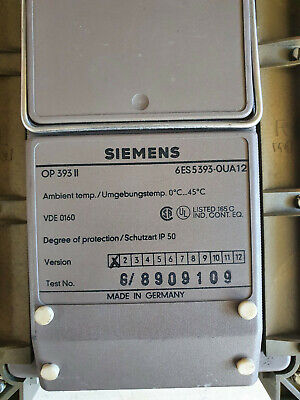 SIEMENS
OP 393 II 6ES5393-0UA12
Ambient temp./Umgebungstemp. 0°C...45°C
VDE 0160 LISTED 165 C
IND. CONT. EQ.
Degree of protection/Schutzart IP 50
Version X 2 3 4 5 6 7 8 9 10 11 12
Test No. G/8909109
MADE IN GERMANY